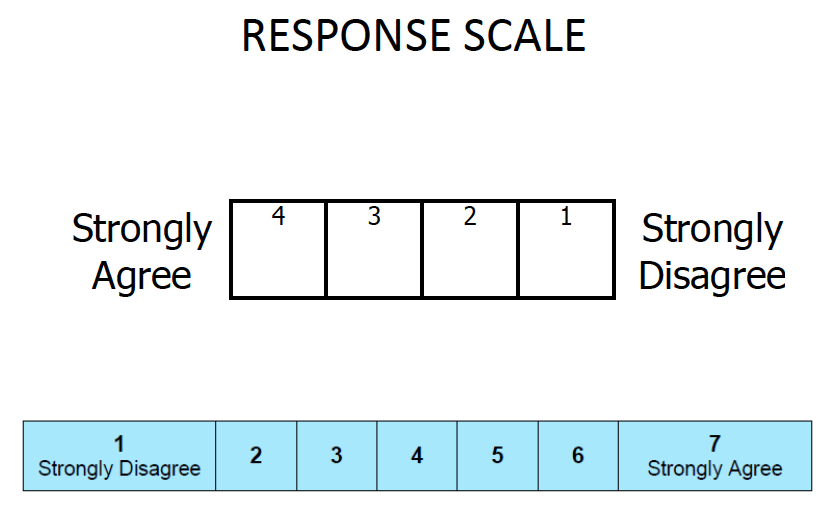 RESPONSE SCALE
Strongly Agree
4 3 2 1
Strongly Disagree
1 Strongly Disagree
2 3 4 5 6
7 Strongly Agree